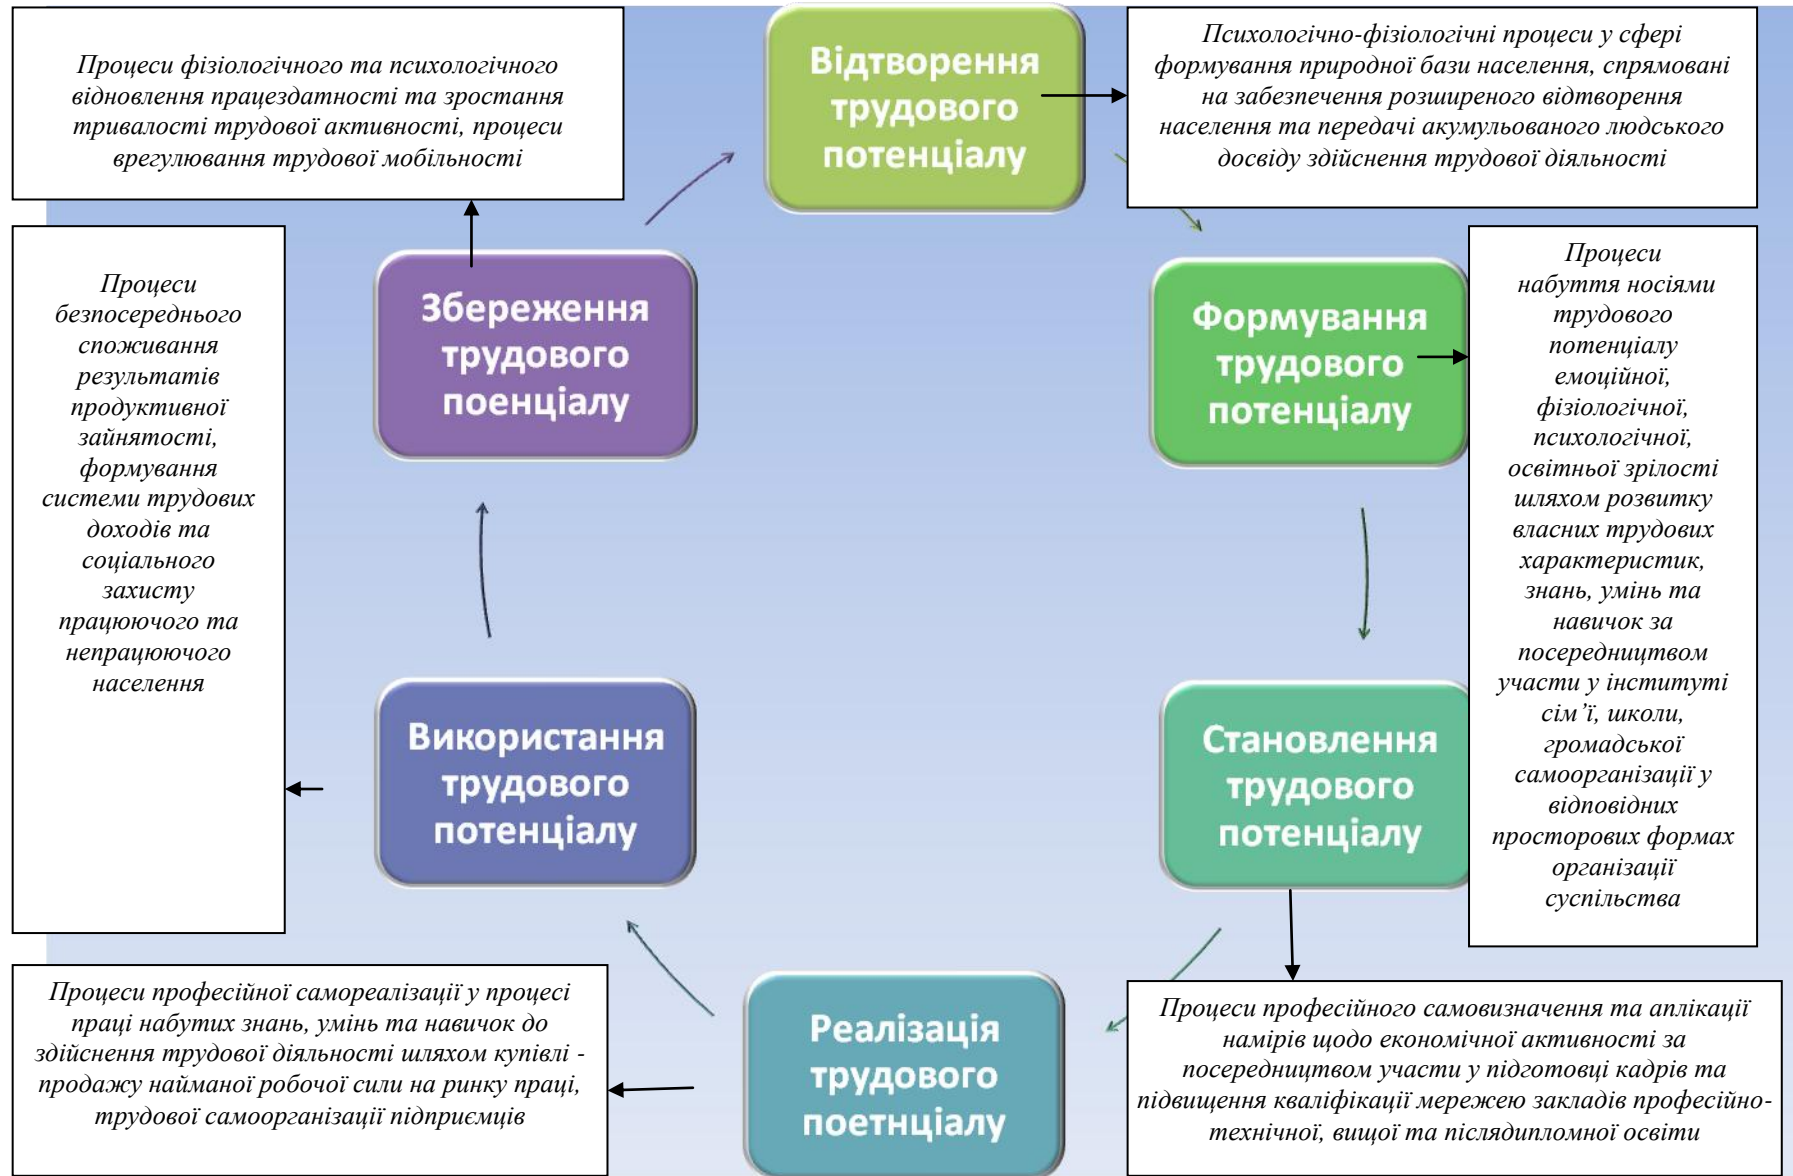 Процеси фізіологічного та психологічного
відновлення працездатності та зростання
тривалості трудової активності, процеси
врегулювання трудової мобільності
Відтворення
трудового
потенціалу
Психологічно-фізіологічні процеси у сфері
формування природної бази населення, спрямовані
на забезпечення розширеного відтворення
населення та передачі акумульованого людського
досвіду здійснення трудової діяльності
Процеси
безпосереднього
споживання
результатів
продуктивної
зайнятості,
формування
системи трудових
доходів та
соціального
захисту
працюючого та
непрацюючого
населення
Збереження
трудового
поенціалу
Формування
трудового
потенціалу
Процеси
набуття носіями
трудового
потенціалу
емоційної,
фізіологічної,
психологічної,
освітньої зрілості
шляхом розвитку
власних трудових
характеристик,
знань, умінь та
навичок за
посередництвом
участи у інституті
сім’ї, школи,
громадської
самоорганізації у
відповідних
просторових формах
організації
суспільства
Використання
трудового
потенціалу
Становлення
трудового
потенціалу
Процеси професійної самореалізації у процесі
праці набутих знань, умінь та навичок до
здійснення трудової діяльності шляхом купівлі -
продажу найманої робочої сили на ринку праці,
трудової самоорганізації підприємців
Реалізація
трудового
поетнціалу
Процеси професійного самовизначення та аплікації
намірів щодо економічної активності за
посередництвом участи у підготовці кадрів та
підвищення кваліфікації мережею закладів професійно-
технічної, вищої та післядипломної освіти